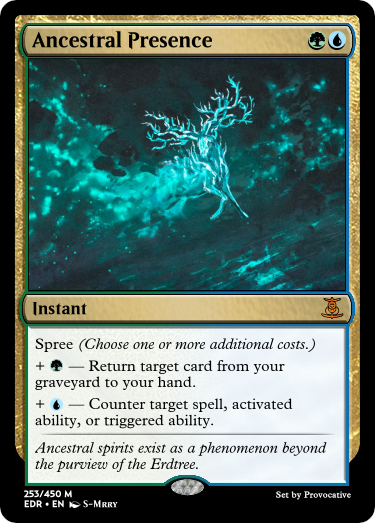 Ancestral Presence
Instant
Spree (Choose one or more additional costs.)
+ — Return target card from your
graveyard to your hand.
+ — Counter target spell, activated
ability, or triggered ability.
Ancestral spirits exist as a phenomenon beyond
the purview of the Erdtree.
253/450 M
Set by Provocative
EDR • EN S-Mrry